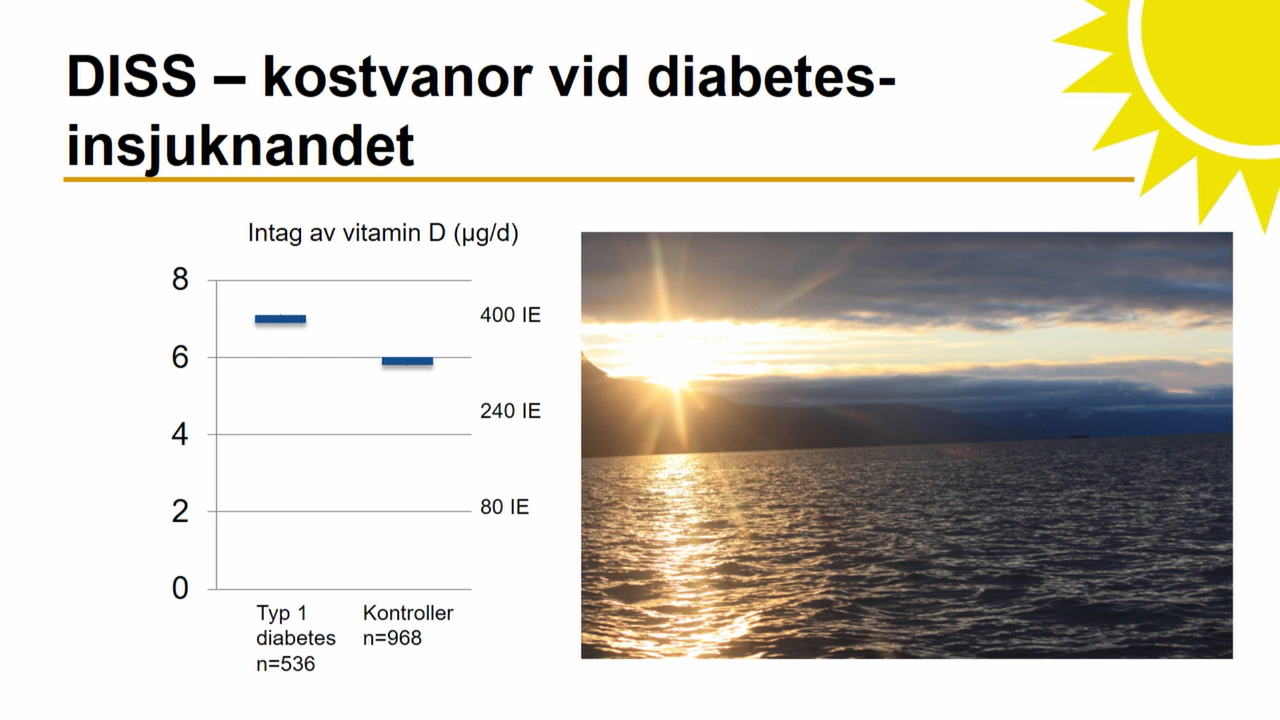 DISS – kostvanor vid diabetes-
insjuknandet
Intag av vitamin D (µg/d)
8
6
4
2
0
400 IE
240 IE
80 IE
Typ 1
diabetes
n=536
Kontroller
n=968